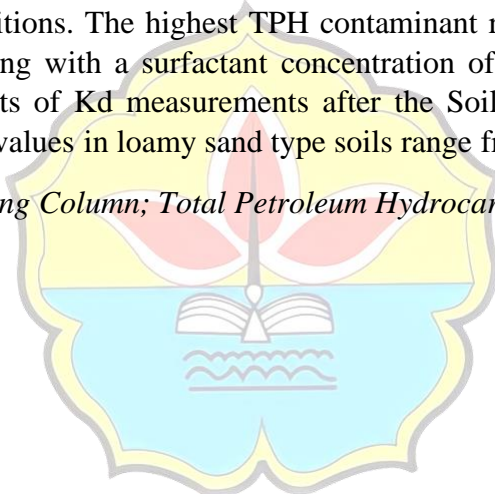 itions. The highest TPH contaminant r
ng with a surfactant concentration of
ts of Kd measurements after the Soil
values in loamy sand type soils range fr
ng Column; Total Petroleum Hydrocar